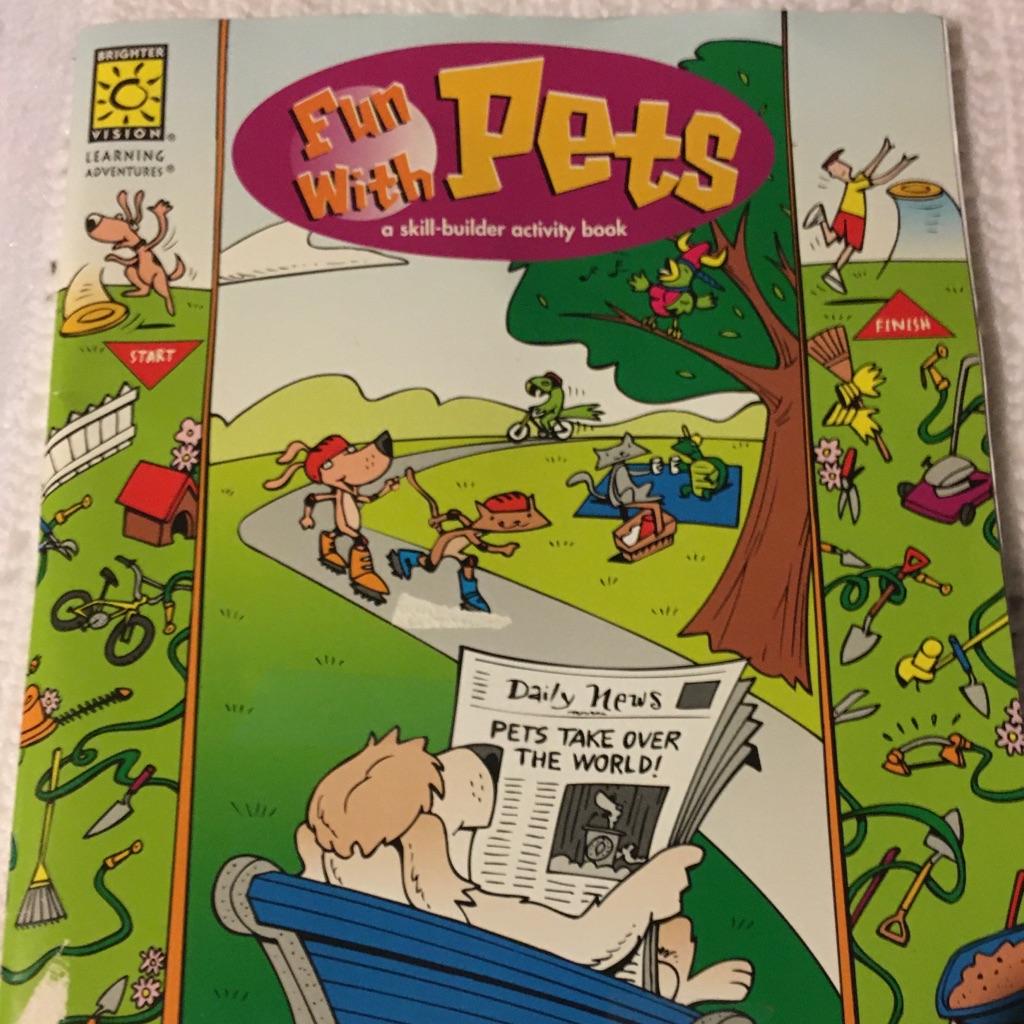 BRIGHTER
VISION®
LEARNING
ADVENTURES®
Fun
With
Pets
a skill-builder activity book
START
FINISH
Daily News
PETS TAKE OVER
THE WORLD!